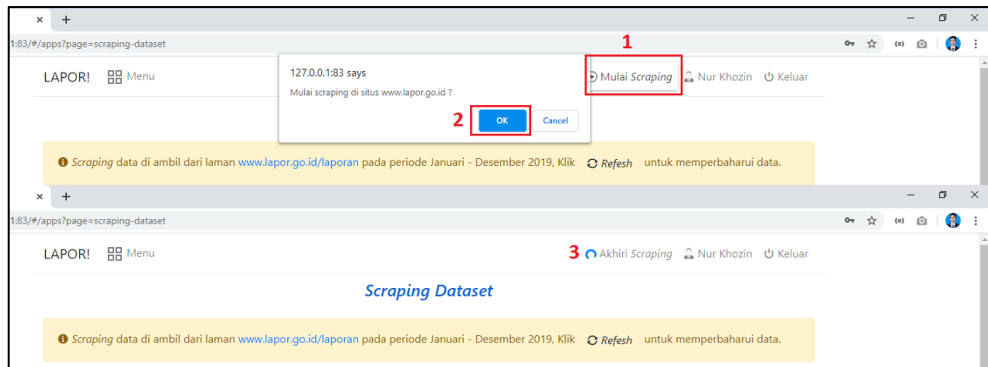 1:83/#/apps?page=scraping-dataset
1
LAPOR! Menu
127.0.0.1:83 says
Mulai scraping di situs www.lapor.go.id ?
2 OK Cancel
Mulai Scraping Nur Khozin Keluar
Scraping data di ambil dari laman www.lapor.go.id/laporan pada periode Januari - Desember 2019, Klik Refesh untuk memperbaharui data.
1:83/#/apps?page=scraping-dataset
LAPOR! Menu 3 Akhiri Scraping Nur Khozin Keluar
Scraping Dataset
Scraping data di ambil dari laman www.lapor.go.id/laporan pada periode Januari - Desember 2019, Klik Refesh untuk memperbaharui data.